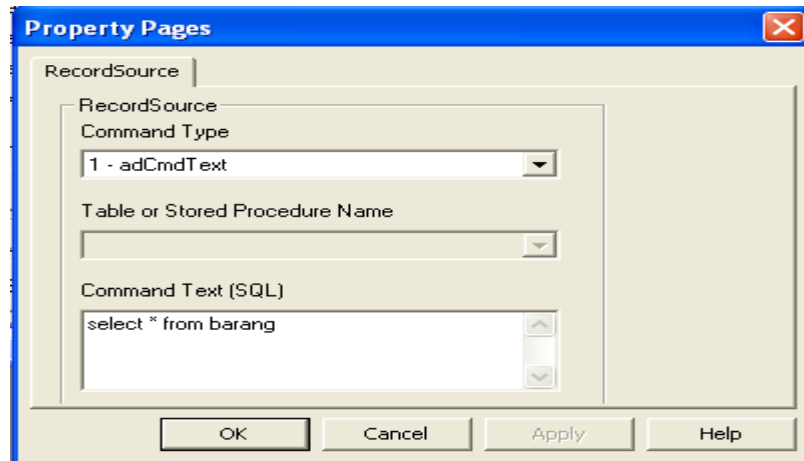 Property Pages
RecordSource
RecordSource
Command Type
1 - adCmdText
Table or Stored Procedure Name
Command Text (SQL)
select * from barang
OK Cancel Apply Help